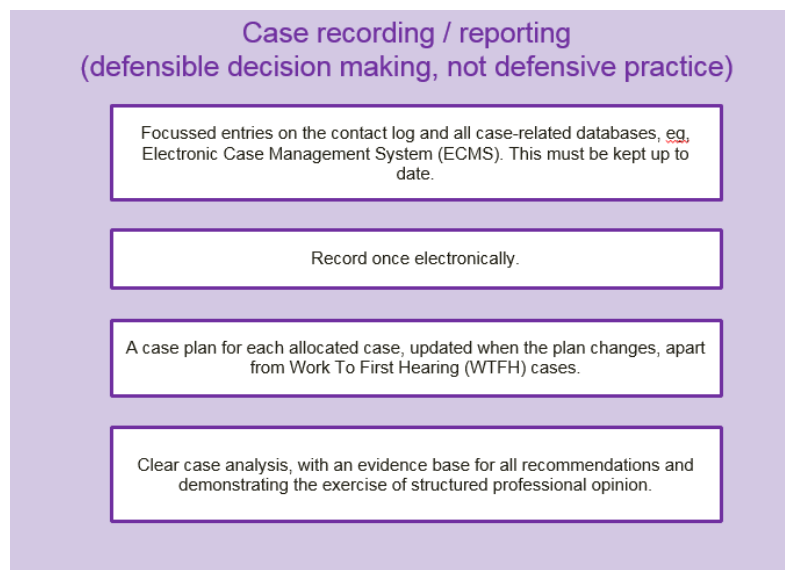 Case recording / reporting
(defensible decision making, not defensive practice)
Focussed entries on the contact log and all case-related databases, eg,
Electronic Case Management System (ECMS). This must be kept up to
date.
Record once electronically.
A case plan for each allocated case, updated when the plan changes, apart
from Work To First Hearing (WTFH) cases.
Clear case analysis, with an evidence base for all recommendations and
demonstrating the exercise of structured professional opinion.